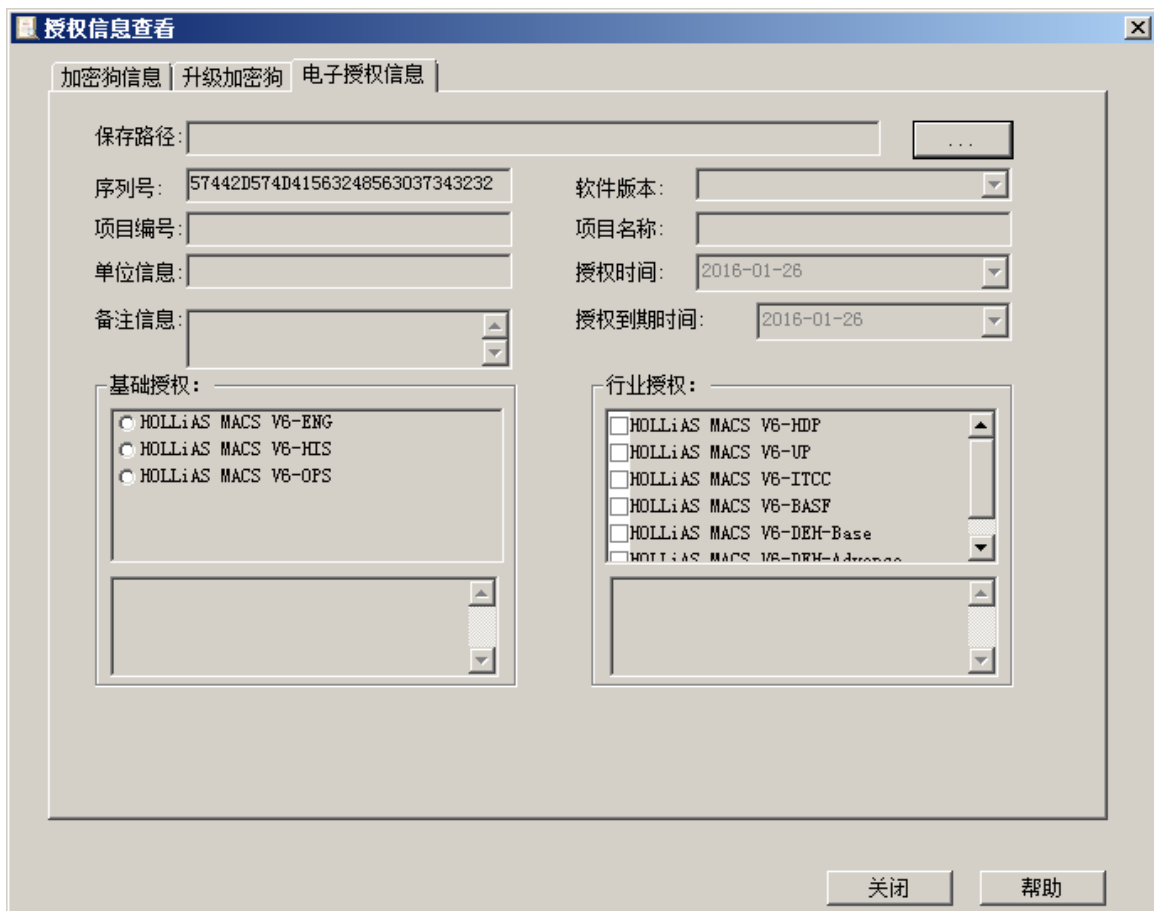 授权信息查看
加密狗信息 升级加密狗 电子授权信息
保存路径: ...
序列号: 57442D574D41563248563037343232 软件版本:
项目编号: 项目名称:
单位信息: 授权时间: 2016-01-26
备注信息: 授权到期时间: 2016-01-26
基础授权: 行业授权:
HOLLiAS MACS V6-ENG
HOLLiAS MACS V6-HIS
HOLLiAS MACS V6-OPS
HOLLiAS MACS V6-HDP
HOLLiAS MACS V6-UP
HOLLiAS MACS V6-ITCC
HOLLiAS MACS V6-BASF
HOLLiAS MACS V6-DEH-Base
HOLLiAS MACS V6-DEH-Advance
关闭 帮助